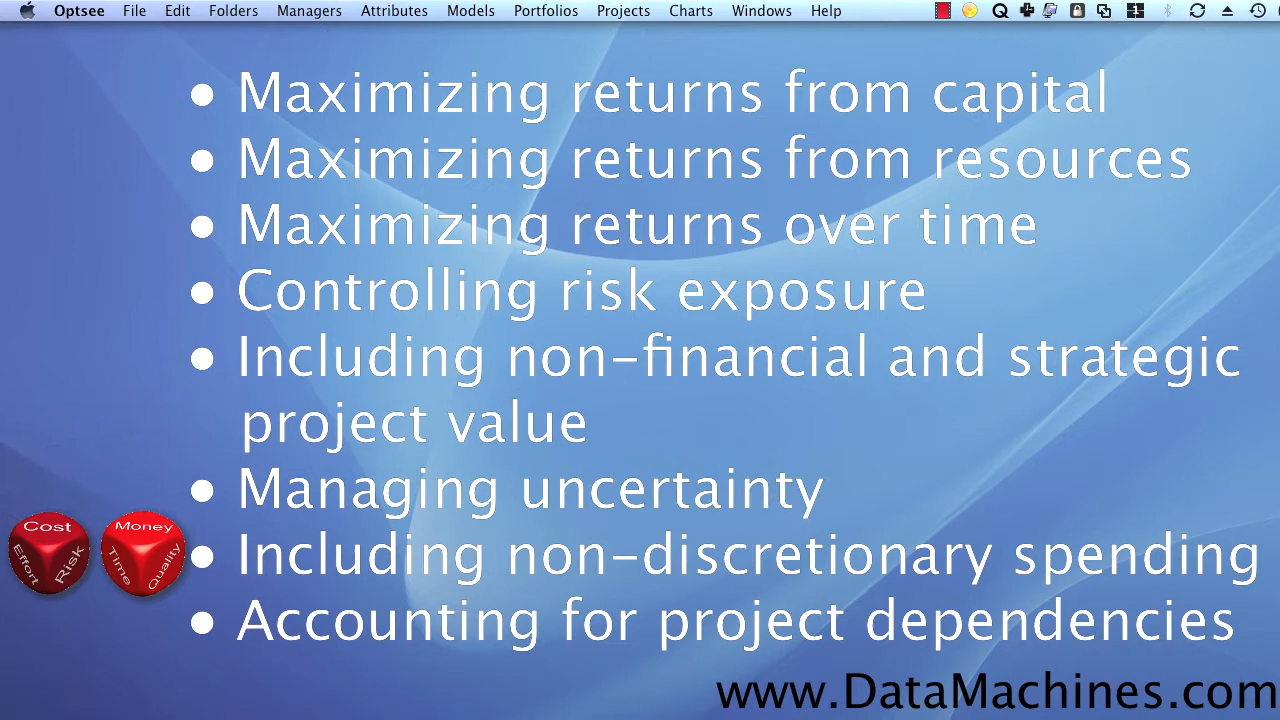 Optsee File Edit Folders Managers Attributes Models Portfolios Projects Charts Windows Help
• Maximizing returns from capital
• Maximizing returns from resources
• Maximizing returns over time
• Controlling risk exposure
• Including non-financial and strategic
project value
• Managing uncertainty
Cost
Effort
Risk
Money
Time
Quality
• Including non-discretionary spending
• Accounting for project dependencies
www.DataMachines.com